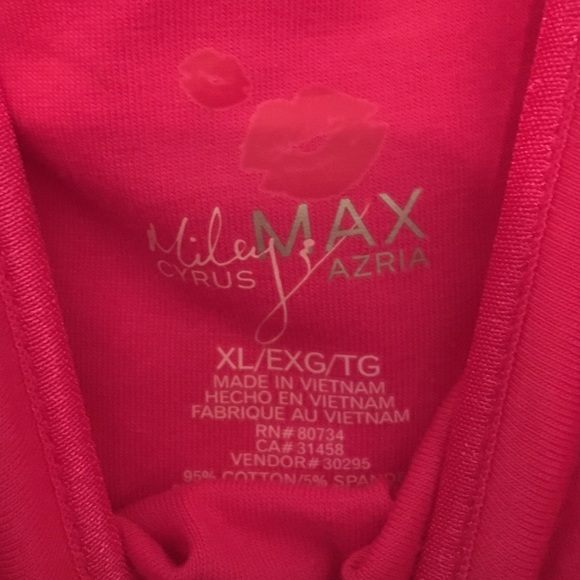 Miley & MAX
CYRUS AZRIA
XL/EXG/TG
MADE IN VIETNAM
HECHO EN VIETNAM
FABRIQUE AU VIETNAM
RN# 80734
CA# 31458
VENDOR# 30295
95% COTTON/5%